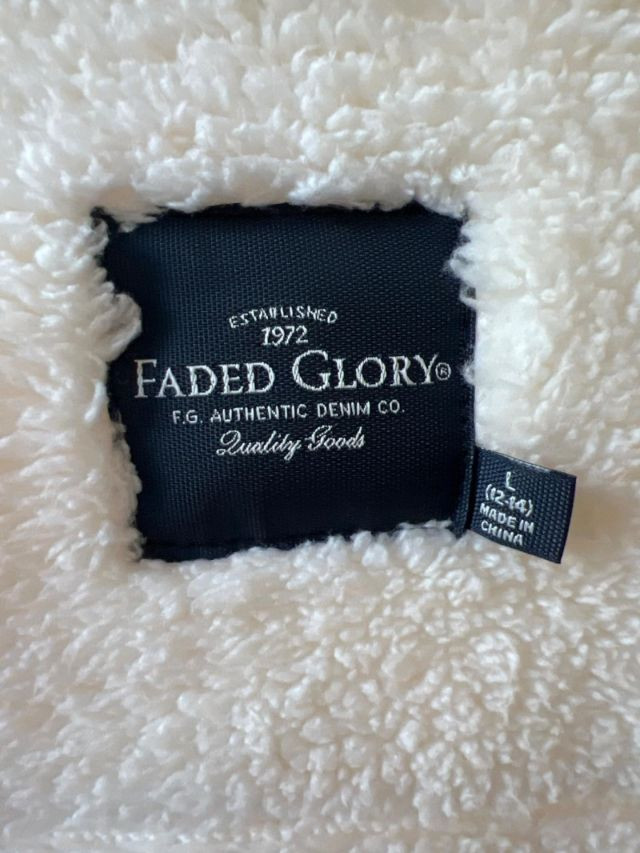 ESTABLISHED
1972
FADED GLORY®
F.G. AUTHENTIC DENIM CO.
Quality Goods
L
(12-14)
MADE IN
CHINA